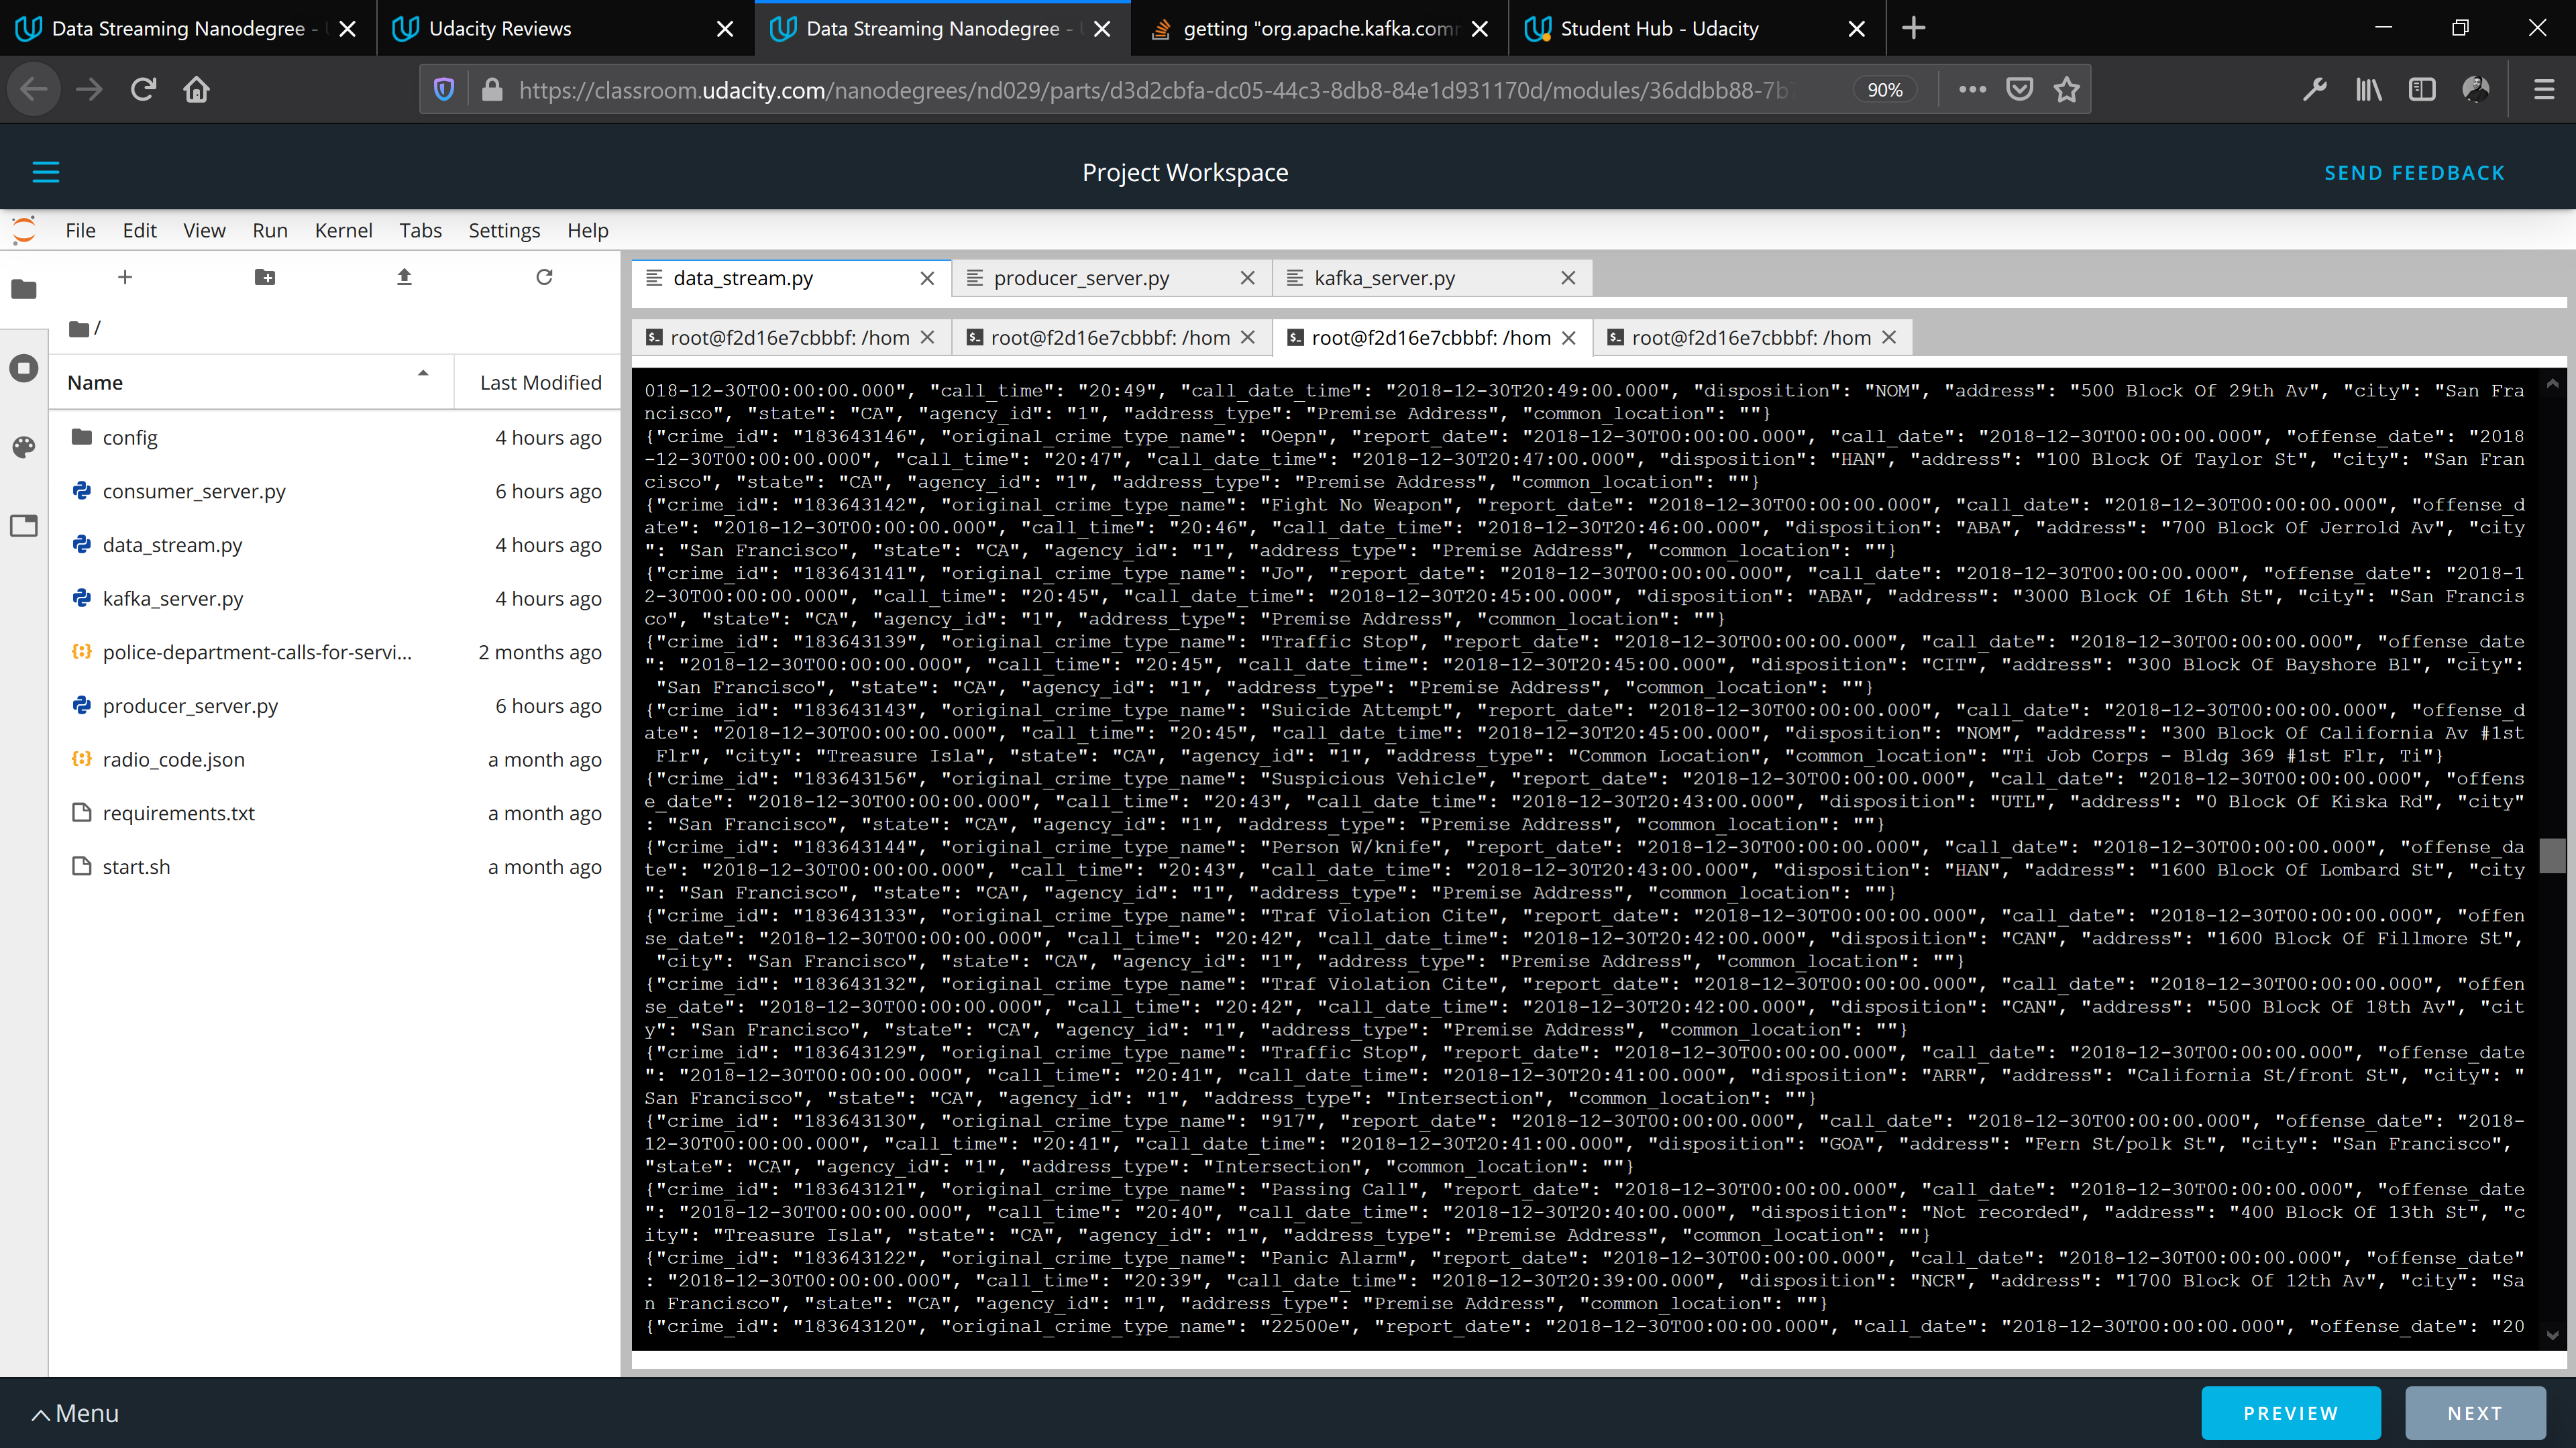 Data Streaming Nanodegree -
Udacity Reviews
Data Streaming Nanodegree -
getting "org.apache.kafka.com
Student Hub - Udacity
https://classroom.udacity.com/nanodegrees/nd029/parts/d3d2cbfa-dc05-44c3-8db8-84e1d931170d/modules/36ddbb88-7b
90%
Project Workspace
SEND FEEDBACK
File Edit View Run Kernel Tabs Settings Help
/
Name
Last Modified
config 4 hours ago
consumer_server.py 6 hours ago
data_stream.py 4 hours ago
kafka_server.py 4 hours ago
police-department-calls-for-servi... 2 months ago
producer_server.py 6 hours ago
radio_code.json a month ago
requirements.txt a month ago
start.sh a month ago
data_stream.py
producer_server.py
kafka_server.py
root@f2d16e7cbbbf: /hom
root@f2d16e7cbbbf: /hom
root@f2d16e7cbbbf: /hom
root@f2d16e7cbbbf: /hom
018-12-30T00:00:00.000", "call_time": "20:49", "call_date_time": "2018-12-30T20:49:00.000", "disposition": "NOM", "address": "500 Block Of 29th Av", "city": "San Fra
ncisco", "state": "CA", "agency_id": "1", "address_type": "Premise Address", "common_location": ""}
{"crime_id": "183643146", "original_crime_type_name": "Oepn", "report_date": "2018-12-30T00:00:00.000", "call_date": "2018-12-30T00:00:00.000", "offense_date": "2018
-12-30T00:00:00.000", "call_time": "20:47", "call_date_time": "2018-12-30T20:47:00.000", "disposition": "HAN", "address": "100 Block Of Taylor St", "city": "San Fran
cisco", "state": "CA", "agency_id": "1", "address_type": "Premise Address", "common_location": ""}
{"crime_id": "183643142", "original_crime_type_name": "Fight No Weapon", "report_date": "2018-12-30T00:00:00.000", "call_date": "2018-12-30T00:00:00.000", "offense_d
ate": "2018-12-30T00:00:00.000", "call_time": "20:46", "call_date_time": "2018-12-30T20:46:00.000", "disposition": "ABA", "address": "700 Block Of Jerrold Av", "city
": "San Francisco", "state": "CA", "agency_id": "1", "address_type": "Premise Address", "common_location": ""}
{"crime_id": "183643141", "original_crime_type_name": "Jo", "report_date": "2018-12-30T00:00:00.000", "call_date": "2018-12-30T00:00:00.000", "offense_date": "2018-1
2-30T00:00:00.000", "call_time": "20:45", "call_date_time": "2018-12-30T20:45:00.000", "disposition": "ABA", "address": "3000 Block Of 16th St", "city": "San Francis
co", "state": "CA", "agency_id": "1", "address_type": "Premise Address", "common_location": ""}
{"crime_id": "183643139", "original_crime_type_name": "Traffic Stop", "report_date": "2018-12-30T00:00:00.000", "call_date": "2018-12-30T00:00:00.000", "offense_date
": "2018-12-30T00:00:00.000", "call_time": "20:45", "call_date_time": "2018-12-30T20:45:00.000", "disposition": "CIT", "address": "300 Block Of Bayshore Bl", "city":
"San Francisco", "state": "CA", "agency_id": "1", "address_type": "Premise Address", "common_location": ""}
{"crime_id": "183643143", "original_crime_type_name": "Suicide Attempt", "report_date": "2018-12-30T00:00:00.000", "call_date": "2018-12-30T00:00:00.000", "offense_d
ate": "2018-12-30T00:00:00.000", "call_time": "20:45", "call_date_time": "2018-12-30T20:45:00.000", "disposition": "NOM", "address": "300 Block Of California Av #1st
Flr", "city": "Treasure Isla", "state": "CA", "agency_id": "1", "address_type": "Common Location", "common_location": "Ti Job Corps - Bldg 369 #1st Flr, Ti"}
{"crime_id": "183643156", "original_crime_type_name": "Suspicious Vehicle", "report_date": "2018-12-30T00:00:00.000", "call_date": "2018-12-30T00:00:00.000", "offens
e_date": "2018-12-30T00:00:00.000", "call_time": "20:43", "call_date_time": "2018-12-30T20:43:00.000", "disposition": "UTL", "address": "0 Block Of Kiska Rd", "city"
: "San Francisco", "state": "CA", "agency_id": "1", "address_type": "Premise Address", "common_location": ""}
{"crime_id": "183643144", "original_crime_type_name": "Person W/knife", "report_date": "2018-12-30T00:00:00.000", "call_date": "2018-12-30T00:00:00.000", "offense_da
te": "2018-12-30T00:00:00.000", "call_time": "20:43", "call_date_time": "2018-12-30T20:43:00.000", "disposition": "HAN", "address": "1600 Block Of Lombard St", "city
": "San Francisco", "state": "CA", "agency_id": "1", "address_type": "Premise Address", "common_location": ""}
{"crime_id": "183643133", "original_crime_type_name": "Traf Violation Cite", "report_date": "2018-12-30T00:00:00.000", "call_date": "2018-12-30T00:00:00.000", "offen
se_date": "2018-12-30T00:00:00.000", "call_time": "20:42", "call_date_time": "2018-12-30T20:42:00.000", "disposition": "CAN", "address": "1600 Block Of Fillmore St",
"city": "San Francisco", "state": "CA", "agency_id": "1", "address_type": "Premise Address", "common_location": ""}
{"crime_id": "183643132", "original_crime_type_name": "Traf Violation Cite", "report_date": "2018-12-30T00:00:00.000", "call_date": "2018-12-30T00:00:00.000", "offen
se_date": "2018-12-30T00:00:00.000", "call_time": "20:42", "call_date_time": "2018-12-30T20:42:00.000", "disposition": "CAN", "address": "500 Block Of 18th Av", "cit
y": "San Francisco", "state": "CA", "agency_id": "1", "address_type": "Premise Address", "common_location": ""}
{"crime_id": "183643129", "original_crime_type_name": "Traffic Stop", "report_date": "2018-12-30T00:00:00.000", "call_date": "2018-12-30T00:00:00.000", "offense_date
": "2018-12-30T00:00:00.000", "call_time": "20:41", "call_date_time": "2018-12-30T20:41:00.000", "disposition": "ARR", "address": "California St/front St", "city": "
San Francisco", "state": "CA", "agency_id": "1", "address_type": "Intersection", "common_location": ""}
{"crime_id": "183643130", "original_crime_type_name": "917", "report_date": "2018-12-30T00:00:00.000", "call_date": "2018-12-30T00:00:00.000", "offense_date": "2018-
12-30T00:00:00.000", "call_time": "20:41", "call_date_time": "2018-12-30T20:41:00.000", "disposition": "GOA", "address": "Fern St/polk St", "city": "San Francisco",
"state": "CA", "agency_id": "1", "address_type": "Intersection", "common_location": ""}
{"crime_id": "183643121", "original_crime_type_name": "Passing Call", "report_date": "2018-12-30T00:00:00.000", "call_date": "2018-12-30T00:00:00.000", "offense_date
": "2018-12-30T00:00:00.000", "call_time": "20:40", "call_date_time": "2018-12-30T20:40:00.000", "disposition": "Not recorded", "address": "400 Block Of 13th St", "c
ity": "Treasure Isla", "state": "CA", "agency_id": "1", "address_type": "Premise Address", "common_location": ""}
{"crime_id": "183643122", "original_crime_type_name": "Panic Alarm", "report_date": "2018-12-30T00:00:00.000", "call_date": "2018-12-30T00:00:00.000", "offense_date"
: "2018-12-30T00:00:00.000", "call_time": "20:39", "call_date_time": "2018-12-30T20:39:00.000", "disposition": "NCR", "address": "1700 Block Of 12th Av", "city": "Sa
n Francisco", "state": "CA", "agency_id": "1", "address_type": "Premise Address", "common_location": ""}
{"crime_id": "183643120", "original_crime_type_name": "22500e", "report_date": "2018-12-30T00:00:00.000", "call_date": "2018-12-30T00:00:00.000", "offense_date": "20
Menu
PREVIEW
NEXT